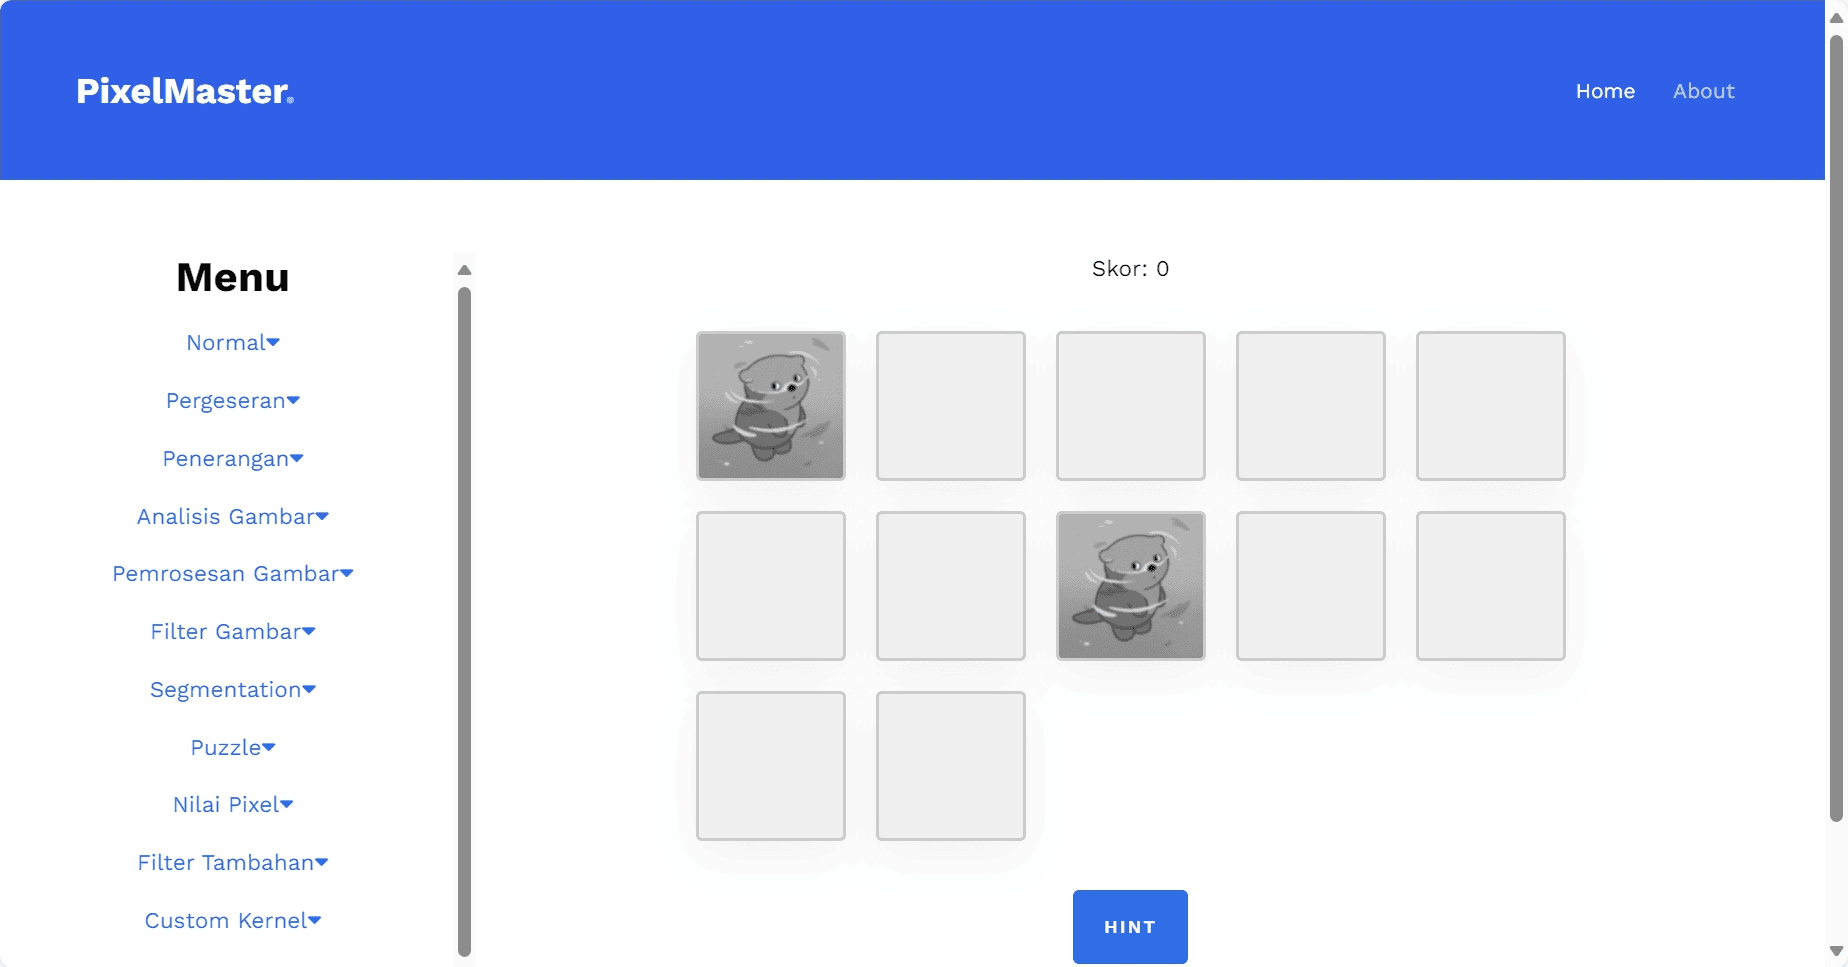 PixelMaster®
Home
About
Menu
Normal
Pergeseran
Penerangan
Analisis Gambar
Pemrosesan Gambar
Filter Gambar
Segmentation
Puzzle
Nilai Pixel
Filter Tambahan
Custom Kernel
Skor: 0
HINT